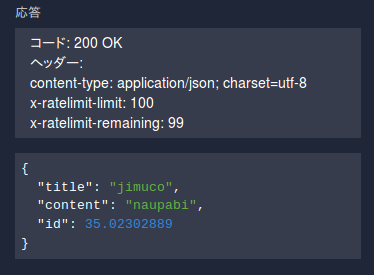 応答
コード: 200 OK
ヘッダー:
content-type: application/json; charset=utf-8
x-ratelimit-limit: 100
x-ratelimit-remaining: 99
{
  "title": "jimuco",
  "content": "naupabi",
  "id": 35.02302889
}